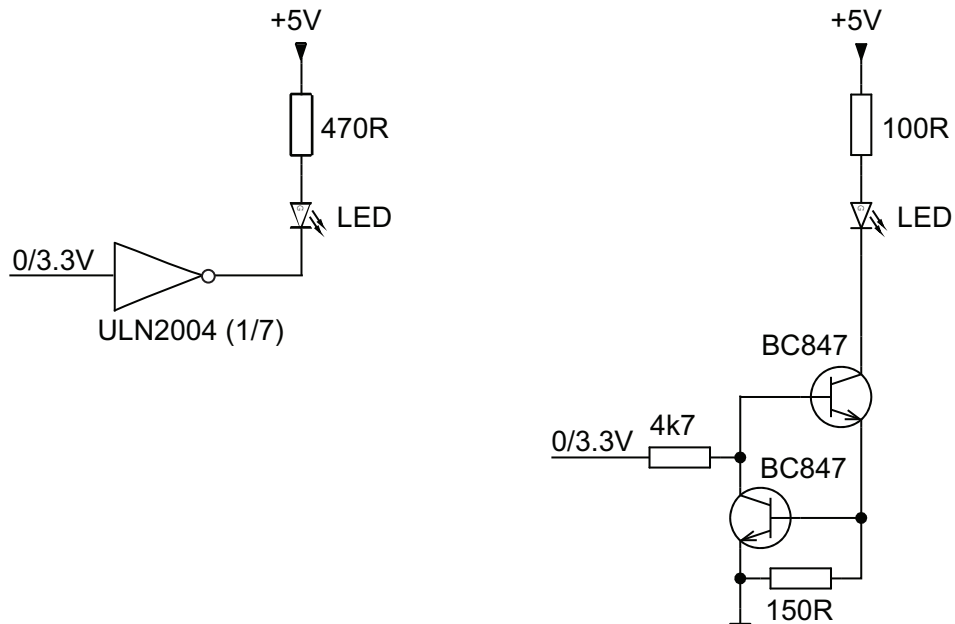 +5V
470R
LED
0/3.3V
ULN2004 (1/7)
+5V
100R
LED
BC847
0/3.3V
4k7
BC847
150R